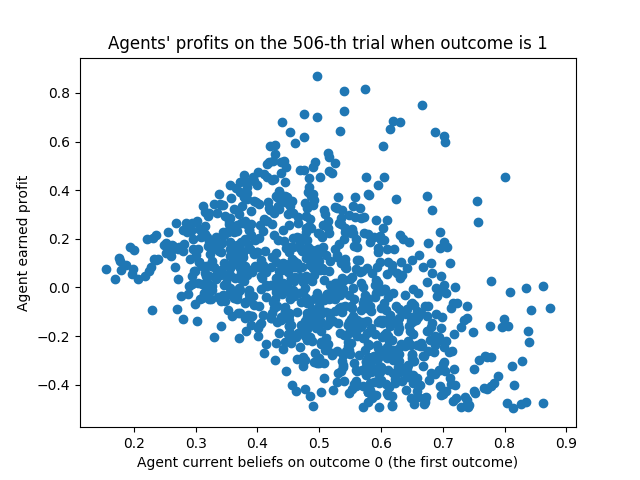 Agents' profits on the 506-th trial when outcome is 1
Agent earned profit
0.8
0.6
0.4
0.2
0.0
−0.2
−0.4
0.2 0.3 0.4 0.5 0.6 0.7 0.8 0.9
Agent current beliefs on outcome 0 (the first outcome)